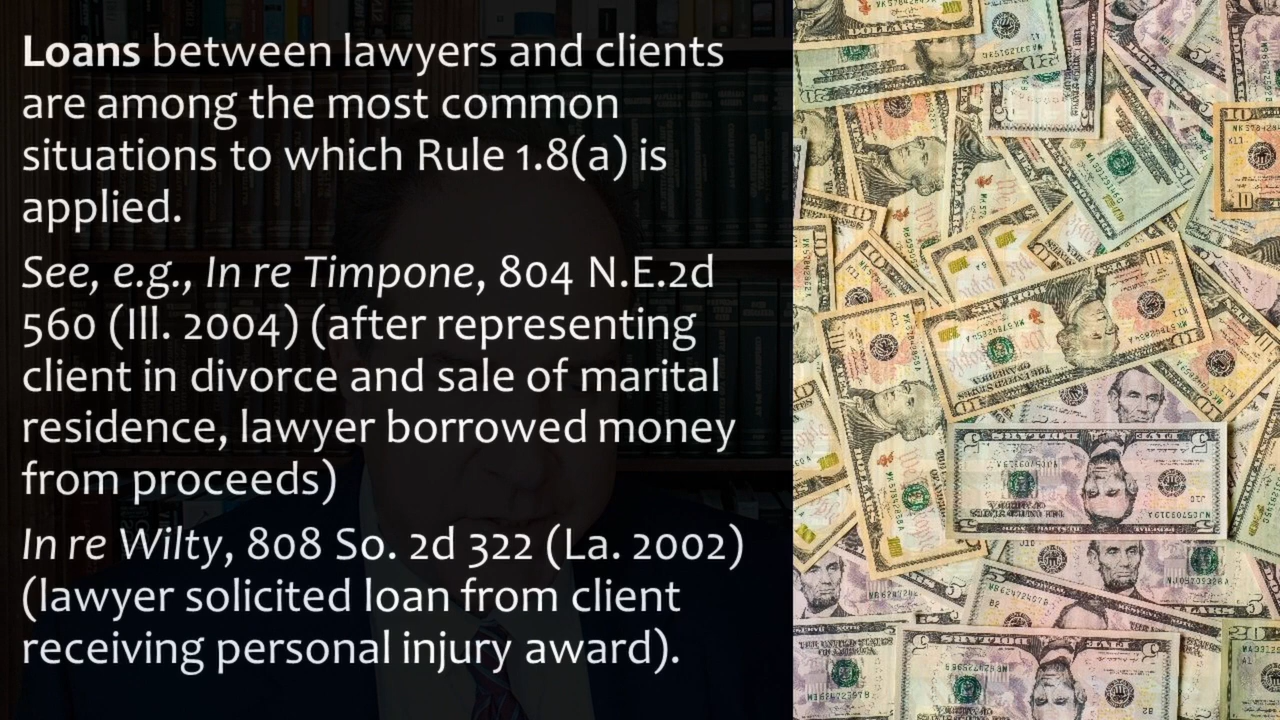 Loans between lawyers and clients
are among the most common
situations to which Rule 1.8(a) is
applied.
See, e.g., In re Timpone, 804 N.E.2d
560 (Ill. 2004) (after representing
client in divorce and sale of marital
residence, lawyer borrowed money
from proceeds)
In re Wilty, 808 So. 2d 322 (La. 2002)
(lawyer solicited loan from client
receiving personal injury award).